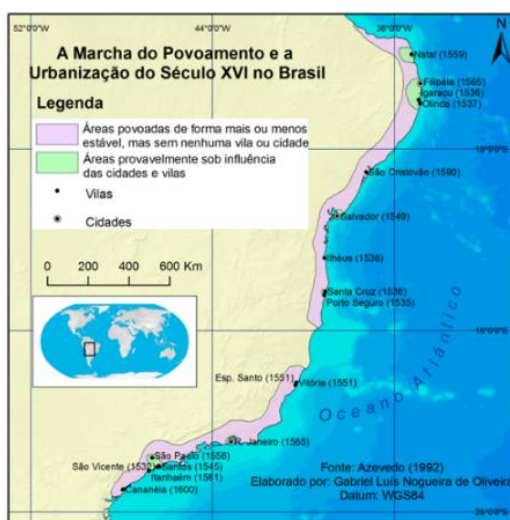 52°0'0"W
44°0'0"W
36°0'0"W
A Marcha do Povoamento e a
Urbanização do Século XVI no Brasil
Legenda
Áreas povoadas de forma mais ou menos
estável, mas sem nenhuma vila ou cidade
Áreas provavelmente sob influência
das cidades e vilas
Vilas
Cidades
0 200 400 600 Km
N
Natal (1559)
Filipéia (1565)
Igaraçu (1536)
Olinda (1537)
São Cristovão (1590)
Salvador (1549)
Ilhéus (1536)
Santa Cruz (1536)
Porto Seguro (1535)
Esp. Santo (1551)
Vitória (1551)
Oceano Atlântico
R. Janeiro (1565)
São Paulo (1556)
São Vicente (1532)
Santos (1545)
Itanhaém (1561)
Cananéia (1600)
Fonte: Azevedo (1992)
Elaborado por: Gabriel Luís Nogueira de Oliveira
Datum: WGS84